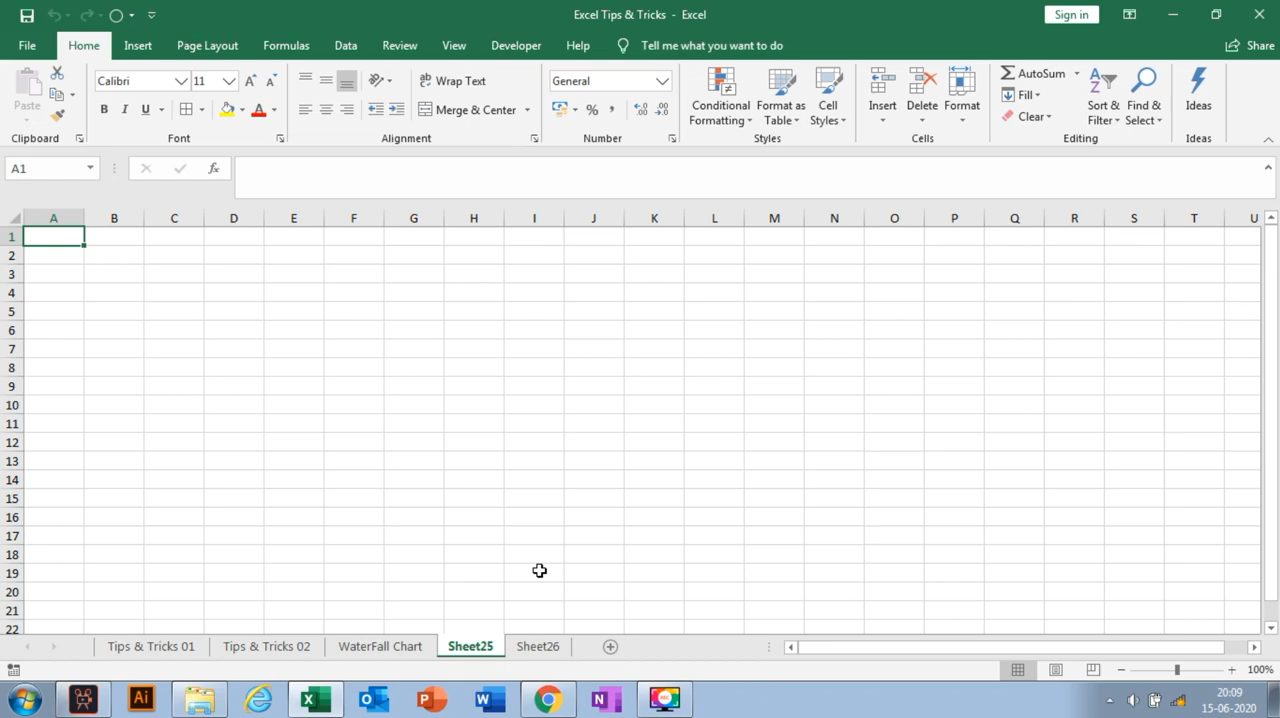 Excel Tips & Tricks - Excel
Sign in
File Home Insert Page Layout Formulas Data Review View Developer Help Tell me what you want to do Share
Paste
Calibri 11
Wrap Text
General
Conditional Formatting
Format as Table
Cell Styles
Insert Delete Format
AutoSum
Fill
Clear
Sort & Filter
Find & Select
Ideas
B I U A
Merge & Center
%
Clipboard Font Alignment Number Styles Cells Editing Ideas
A1 fx
A B C D E F G H I J K L M N O P Q R S T U
1
2
3
4
5
6
7
8
9
10
11
12
13
14
15
16
17
18
19
20
21
22
Tips & Tricks 01 Tips & Tricks 02 WaterFall Chart Sheet25 Sheet26
100%
20:09
15-06-2020